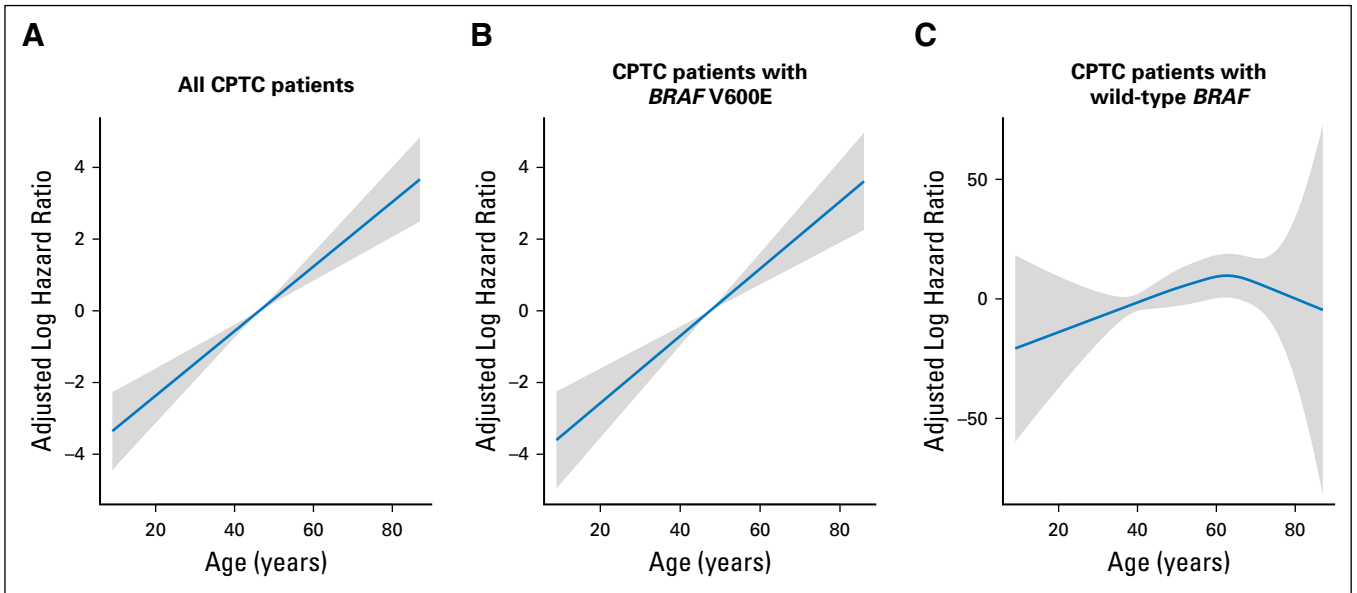 A
All CPTC patients
Adjusted Log Hazard Ratio
4
2
0
–2
–4
20
40
60
80
Age (years)
B
CPTC patients with
BRAF V600E
Adjusted Log Hazard Ratio
4
2
0
–2
–4
20
40
60
80
Age (years)
C
CPTC patients with
wild-type BRAF
Adjusted Log Hazard Ratio
50
0
–50
20
40
60
80
Age (years)